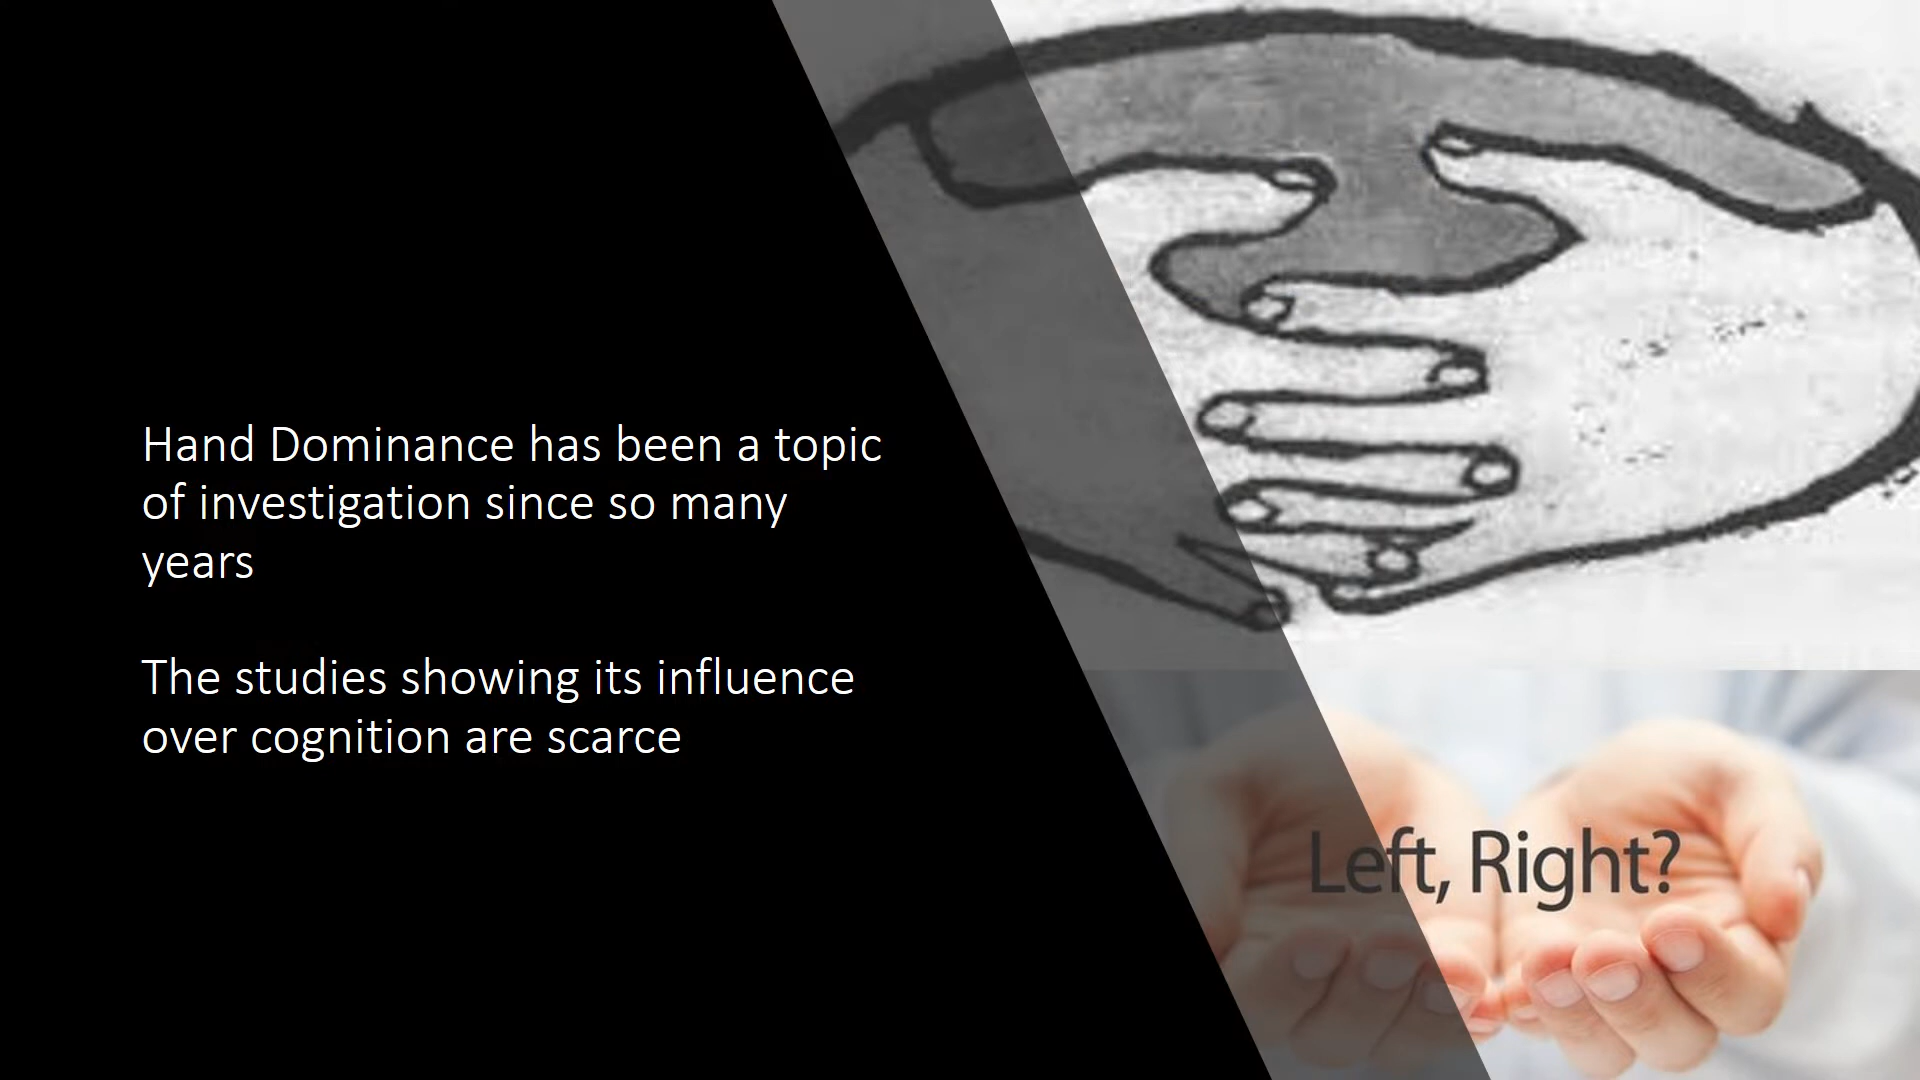 Hand Dominance has been a topic
of investigation since so many
years
The studies showing its influence
over cognition are scarce
Left, Right?